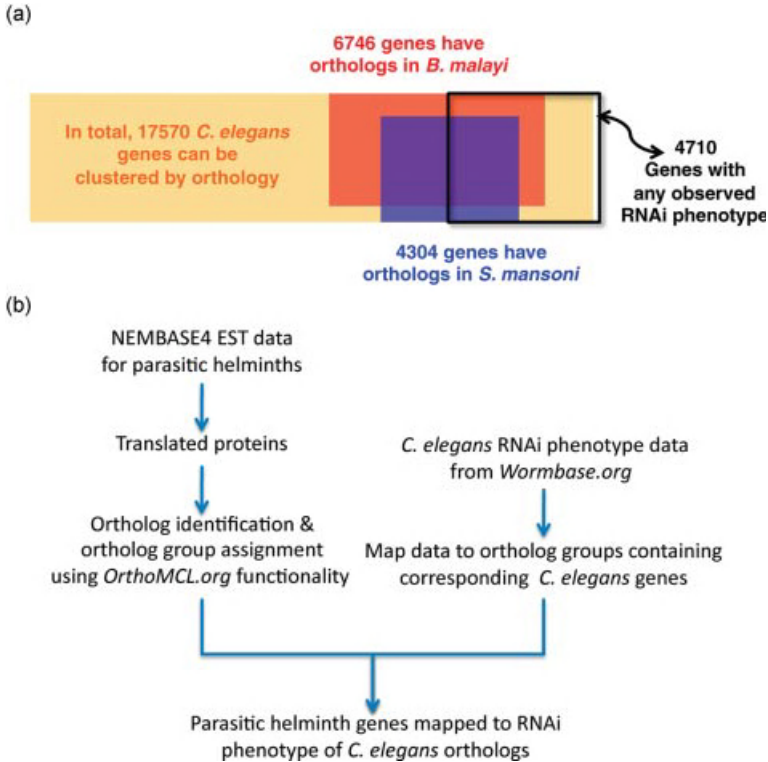 (a)
6746 genes have
orthologs in B. malayi
In total, 17570 C. elegans
genes can be
clustered by orthology
4710
Genes with
any observed
RNAi phenotype
4304 genes have
orthologs in S. mansoni
(b)
NEMBASE4 EST data
for parasitic helminths
Translated proteins
Ortholog identification &
ortholog group assignment
using OrthoMCL.org functionality
C. elegans RNAi phenotype data
from Wormbase.org
Map data to ortholog groups containing
corresponding C. elegans genes
Parasitic helminth genes mapped to RNAi
phenotype of C. elegans orthologs